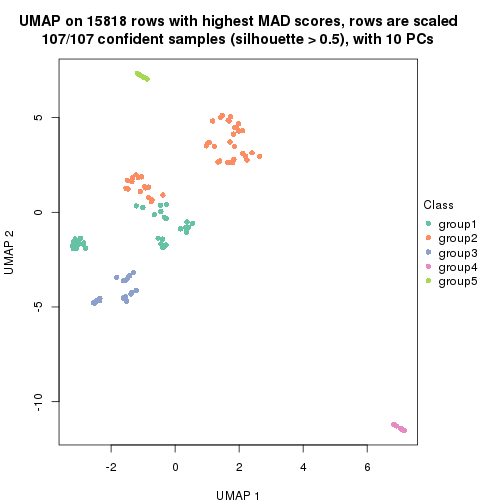 UMAP on 15818 rows with highest MAD scores, rows are scaled
107/107 confident samples (silhouette > 0.5), with 10 PCs
5
0
-5
-10
UMAP 2
-2
0
2
4
6
UMAP 1
Class
group1
group2
group3
group4
group5